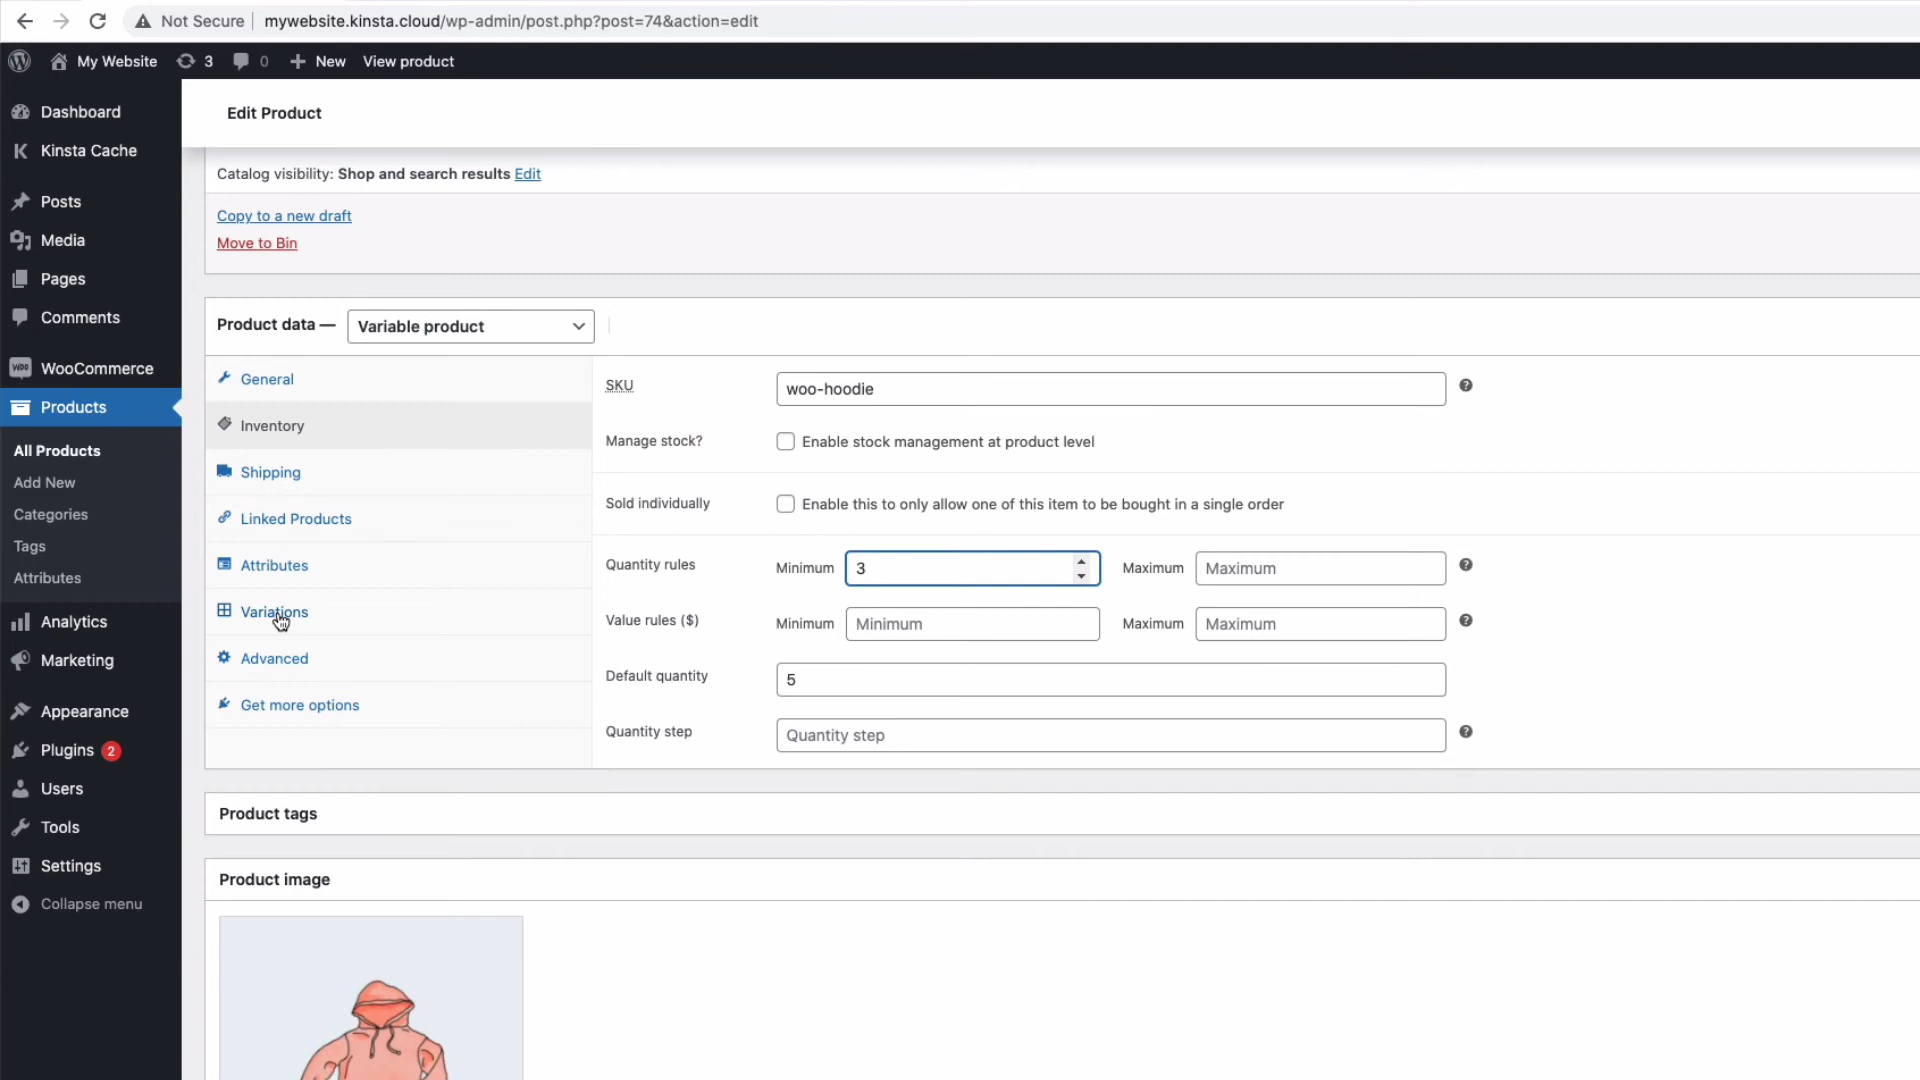 Not Secure mywebsite.kinsta.cloud/wp-admin/post.php?post=74&action=edit
My Website 3 0 New View product
Dashboard
Kinsta Cache
Posts
Media
Pages
Comments
WooCommerce
Products
All Products
Add New
Categories
Tags
Attributes
Analytics
Marketing
Appearance
Plugins 2
Users
Tools
Settings
Collapse menu
Edit Product
Catalog visibility: Shop and search results Edit
Copy to a new draft
Move to Bin
Product data — Variable product
General
Inventory
Shipping
Linked Products
Attributes
Variations
Advanced
Get more options
SKU woo-hoodie
Manage stock? Enable stock management at product level
Sold individually Enable this to only allow one of this item to be bought in a single order
Quantity rules Minimum 3 Maximum Maximum
Value rules ($) Minimum Minimum Maximum Maximum
Default quantity 5
Quantity step Quantity step
Product tags
Product image